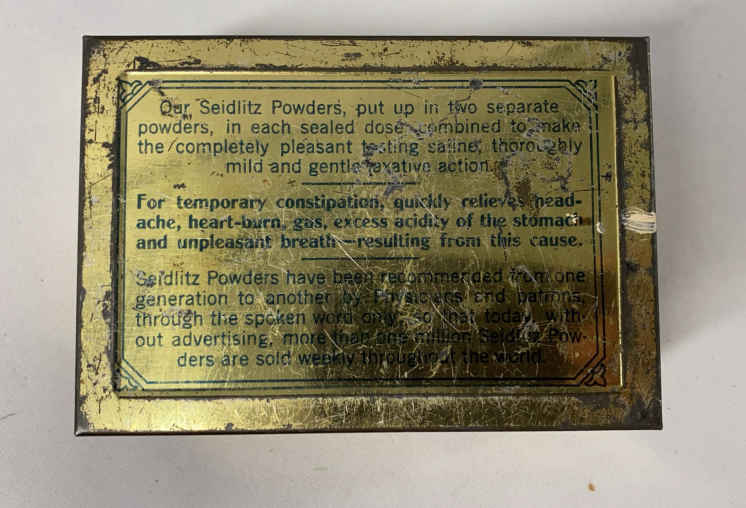 Our Seidlitz Powders, put up in two separate
powders, in each sealed dose combined to make
the completely pleasant tasting saline, thoroughly
mild and gentle laxative action.
For temporary constipation, quickly relieves head-
ache, heart-burn, gas, excess acidity of the stomach
and unpleasant breath—resulting from this cause.
Seidlitz Powders have been recommended from one
generation to another by Physicians and patrons,
through the spoken word only, so that today, with-
out advertising, more than one million Seidlitz Pow-
ders are sold weekly throughout the world.